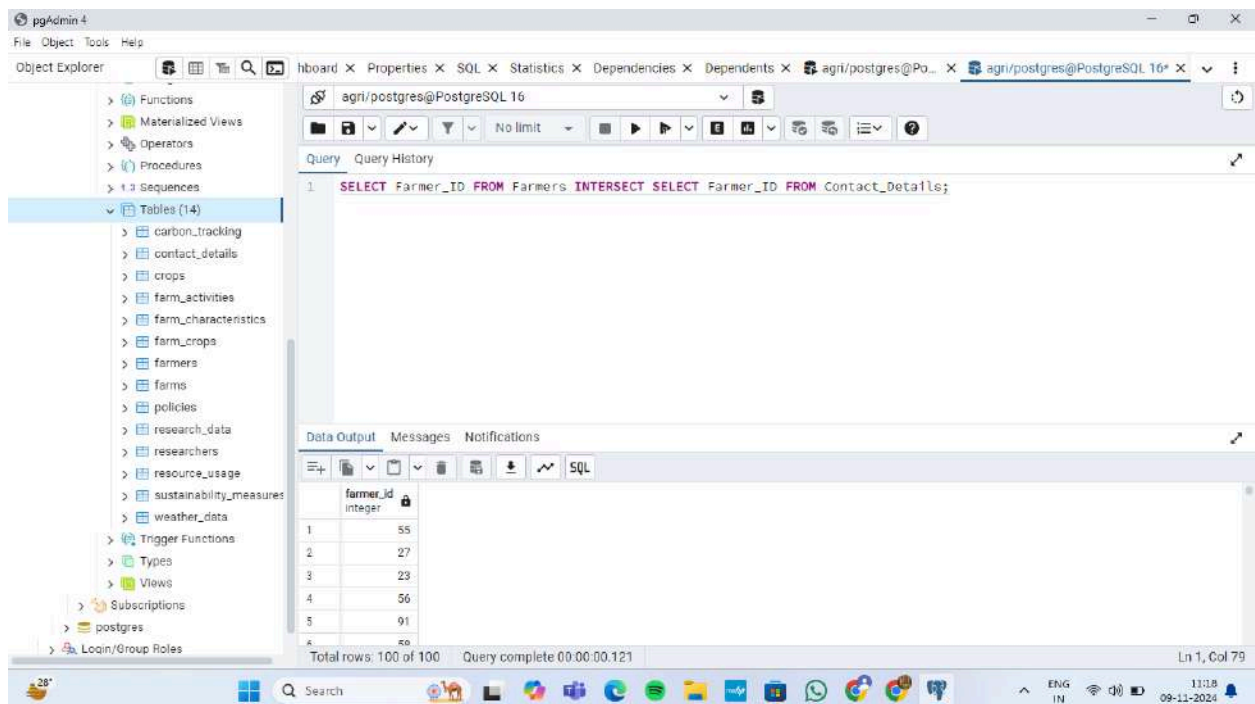 pgAdmin 4
File Object Tools Help
Object Explorer
hboard Properties SQL Statistics Dependencies Dependents agri/postgres@Po... agri/postgres@PostgreSQL 16*
Functions
Materialized Views
Operators
Procedures
1..3 Sequences
Tables (14)
carbon_tracking
contact_details
crops
farm_activities
farm_characteristics
farm_crops
farmers
farms
policies
research_data
researchers
resource_usage
sustainability_measures
weather_data
Trigger Functions
Types
Views
Subscriptions
postgres
Login/Group Roles
agri/postgres@PostgreSQL 16
No limit
E
Query Query History
1 SELECT Farmer_ID FROM Farmers INTERSECT SELECT Farmer_ID FROM Contact_Details;
Data Output Messages Notifications
SQL
farmer_id
integer
1 55
2 27
3 23
4 56
5 91
Total rows: 100 of 100 Query complete 00:00:00.121 Ln 1, Col 79
28°
Search
ENG
IN
11:18
09-11-2024